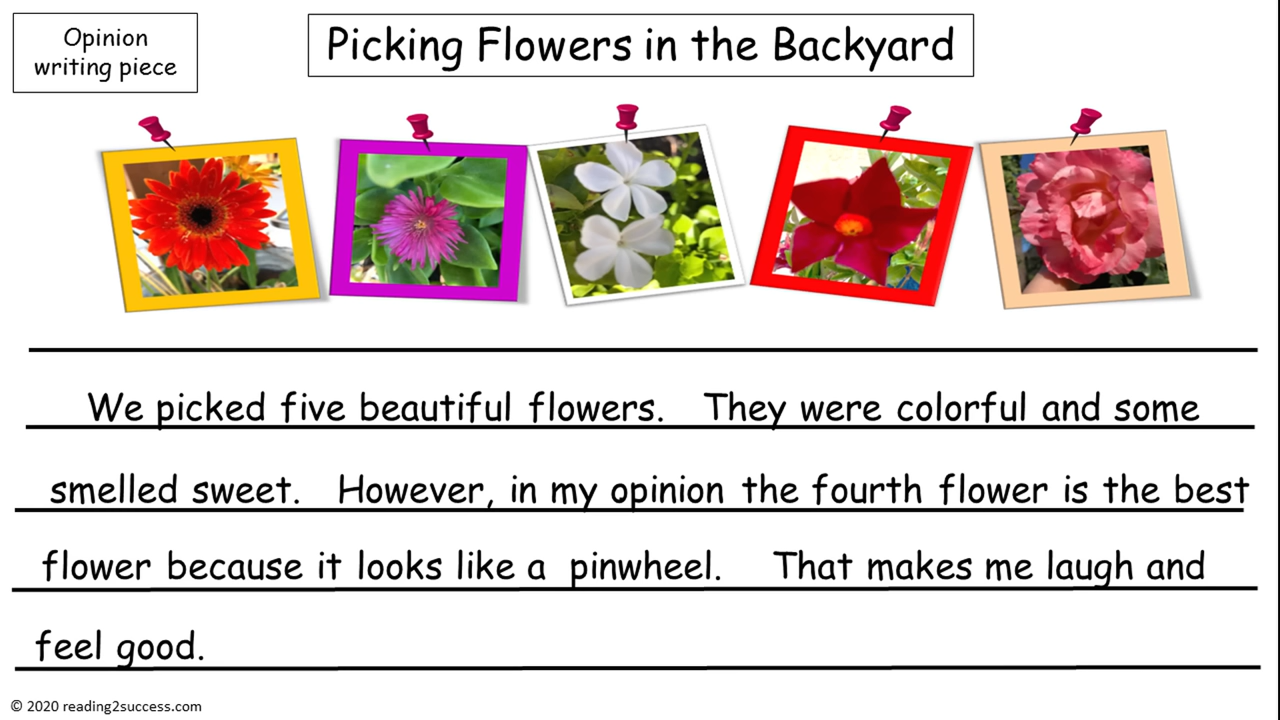 Opinion
writing piece
Picking Flowers in the Backyard
We picked five beautiful flowers. They were colorful and some
smelled sweet. However, in my opinion the fourth flower is the best
flower because it looks like a pinwheel. That makes me laugh and
feel good.
© 2020 reading2success.com